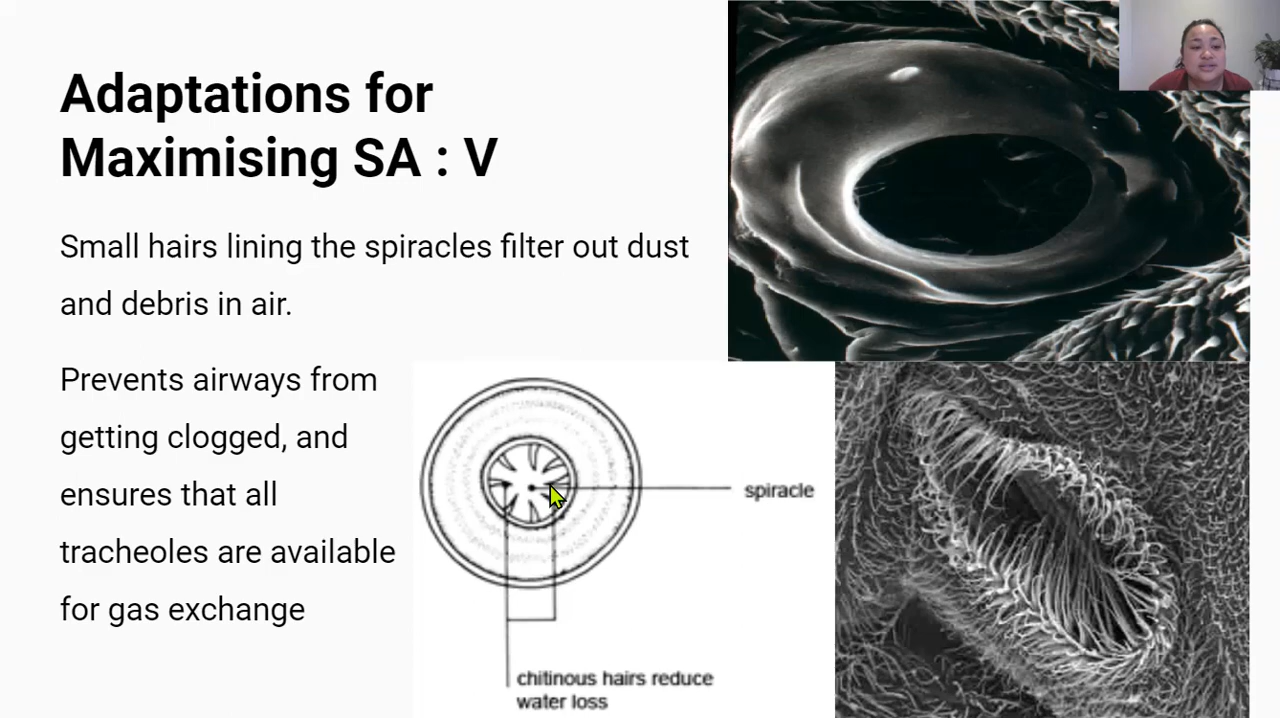 Adaptations for
Maximising SA : V
Small hairs lining the spiracles filter out dust
and debris in air.
Prevents airways from
getting clogged, and
ensures that all
tracheoles are available
for gas exchange
spiracle
chitinous hairs reduce
water loss